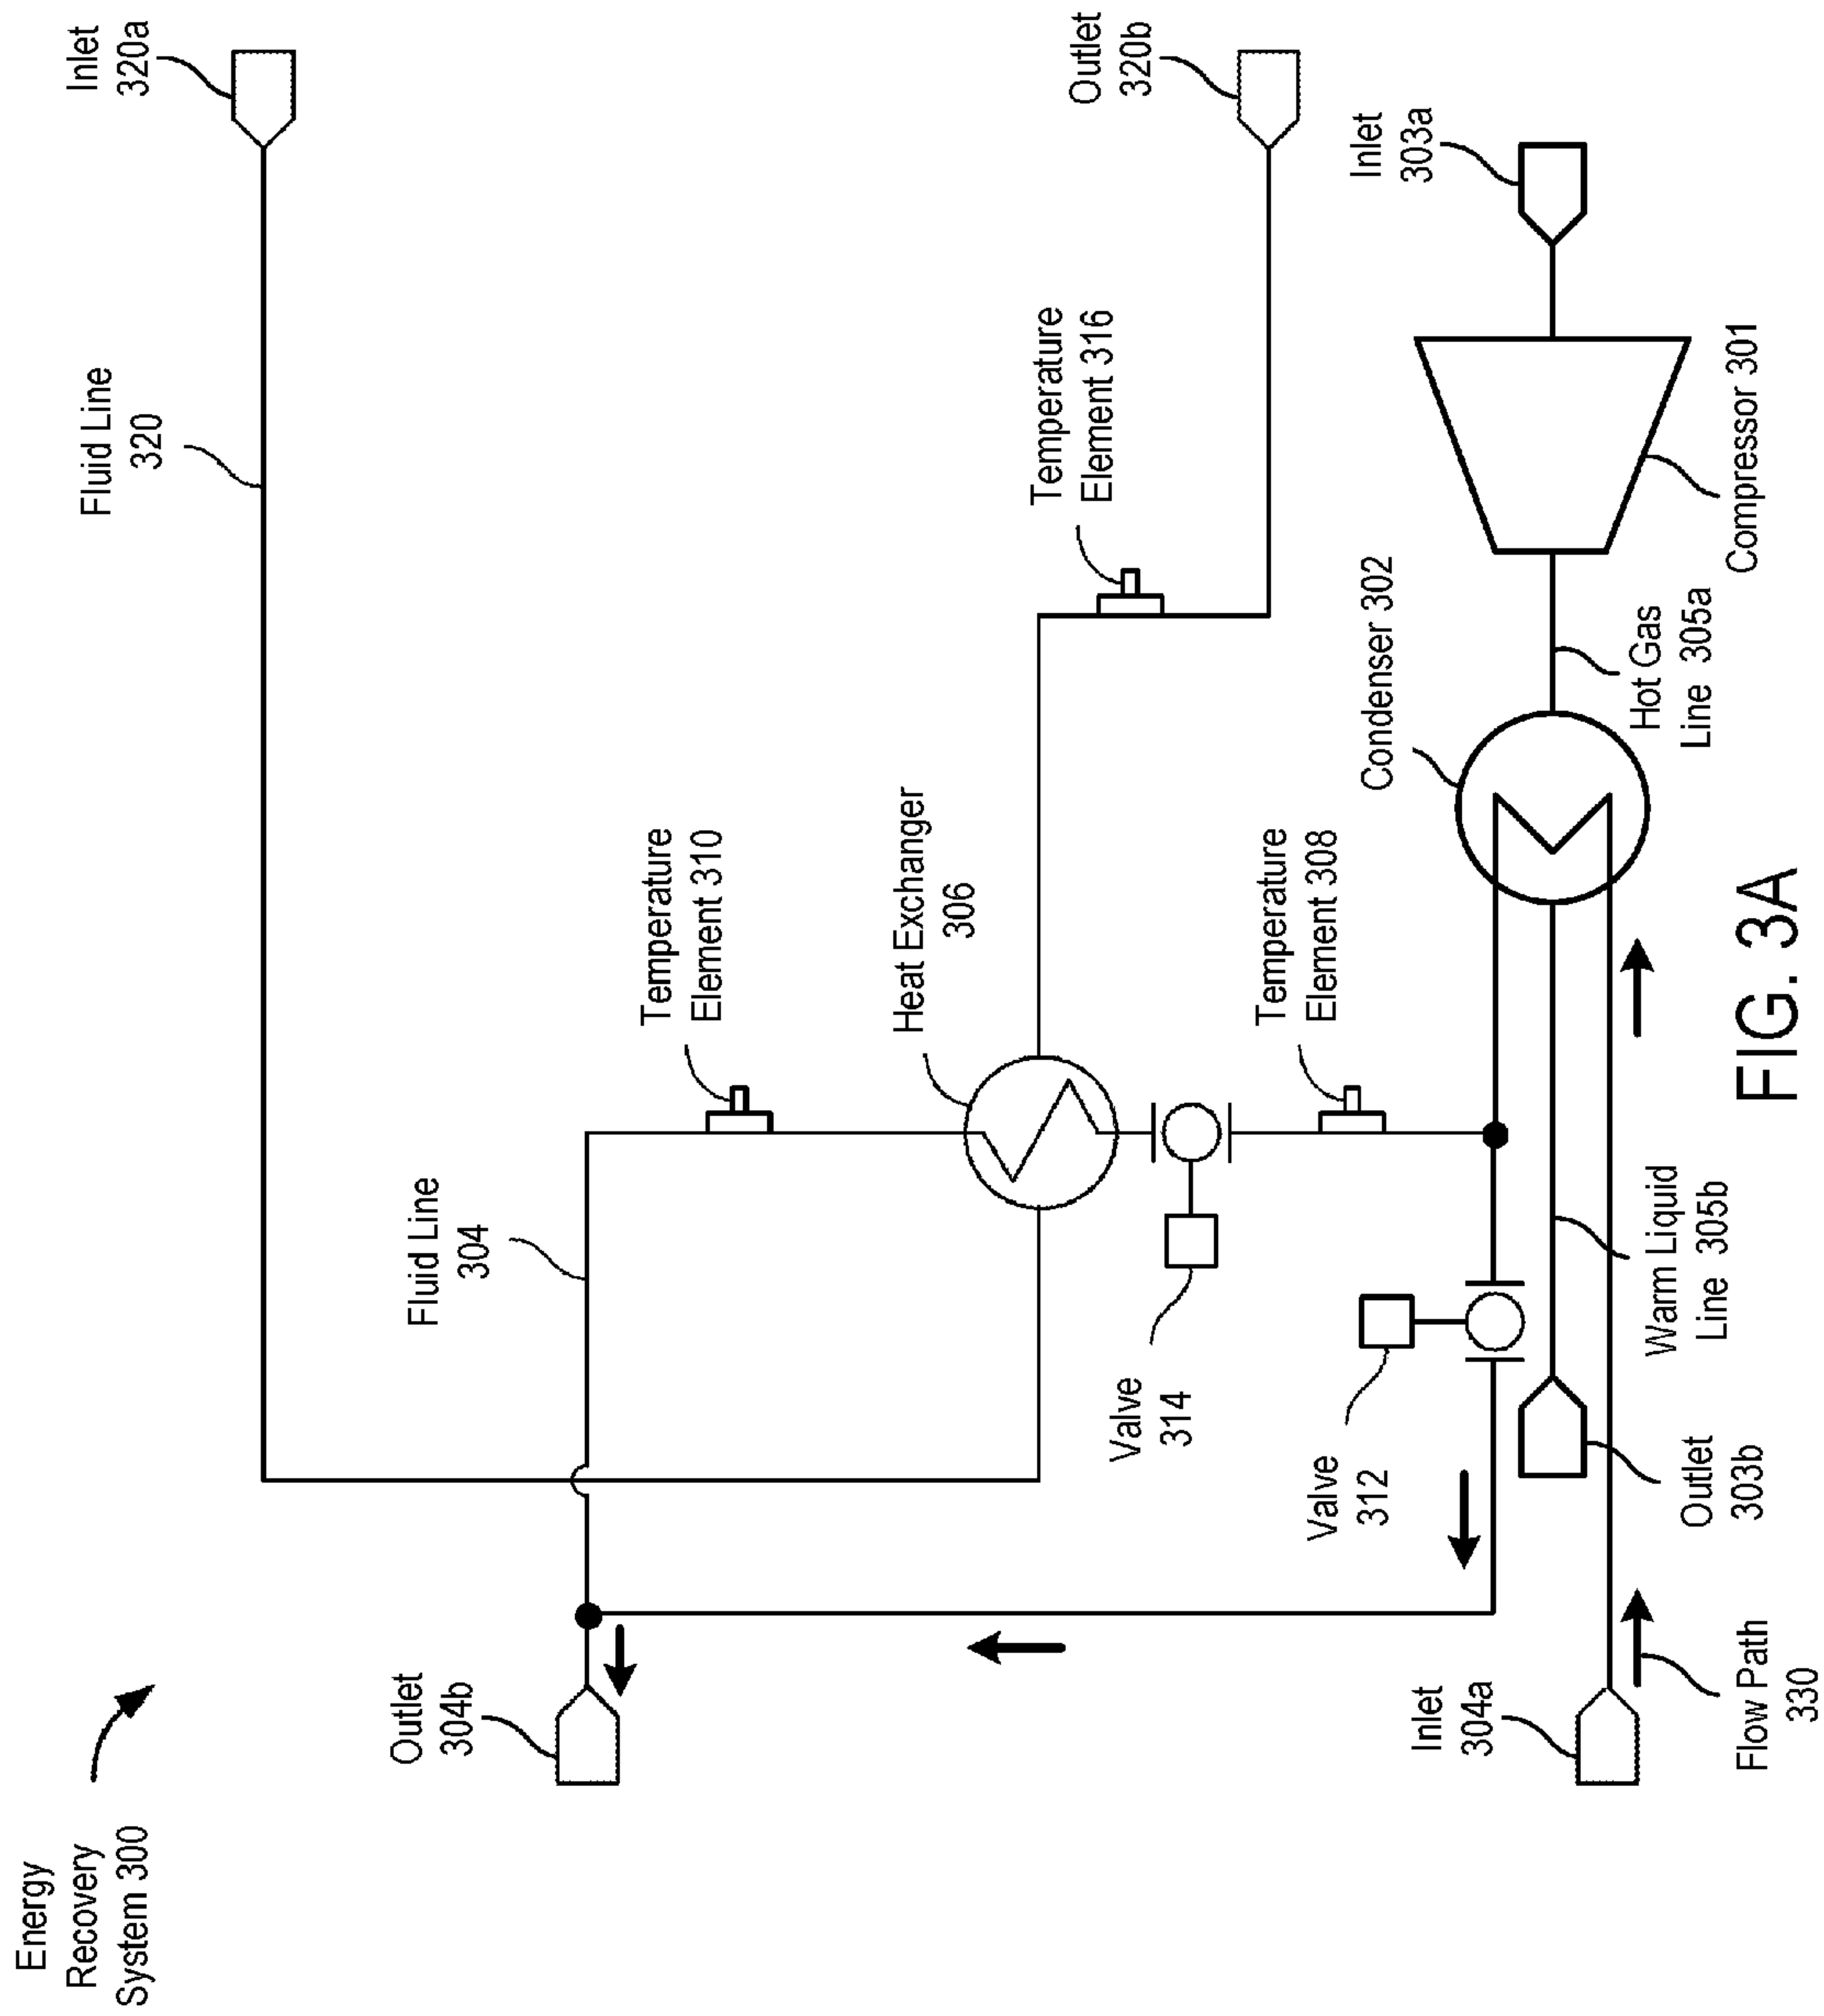 Energy
Recovery
System 300
Inlet
320a
Fluid Line
320
Outlet
304b
Fluid Line
304
Temperature
Element 310
Heat Exchanger
306
Temperature
Element 316
Outlet
320b
Valve
314
Valve
312
Temperature
Element 308
Condenser 302
Inlet
303a
Inlet
304a
Flow Path
330
Outlet
303b
Warm Liquid
Line 305b
Hot Gas
Line 305a
Compressor 301
FIG. 3A